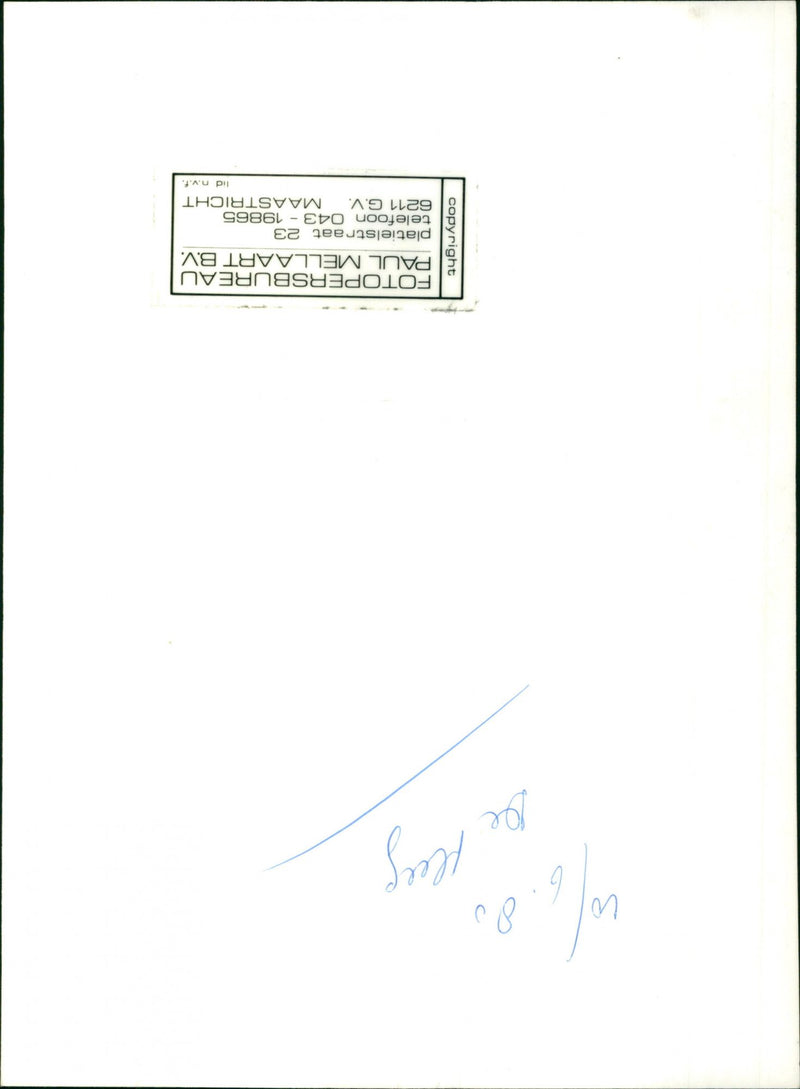 copyright
FOTOPERSBUREAU
PAUL MELLAART B.V.
platielstraat 23
telefoon 043 - 19865
6211 G.V. MAASTRICHT
lid n.v.f.